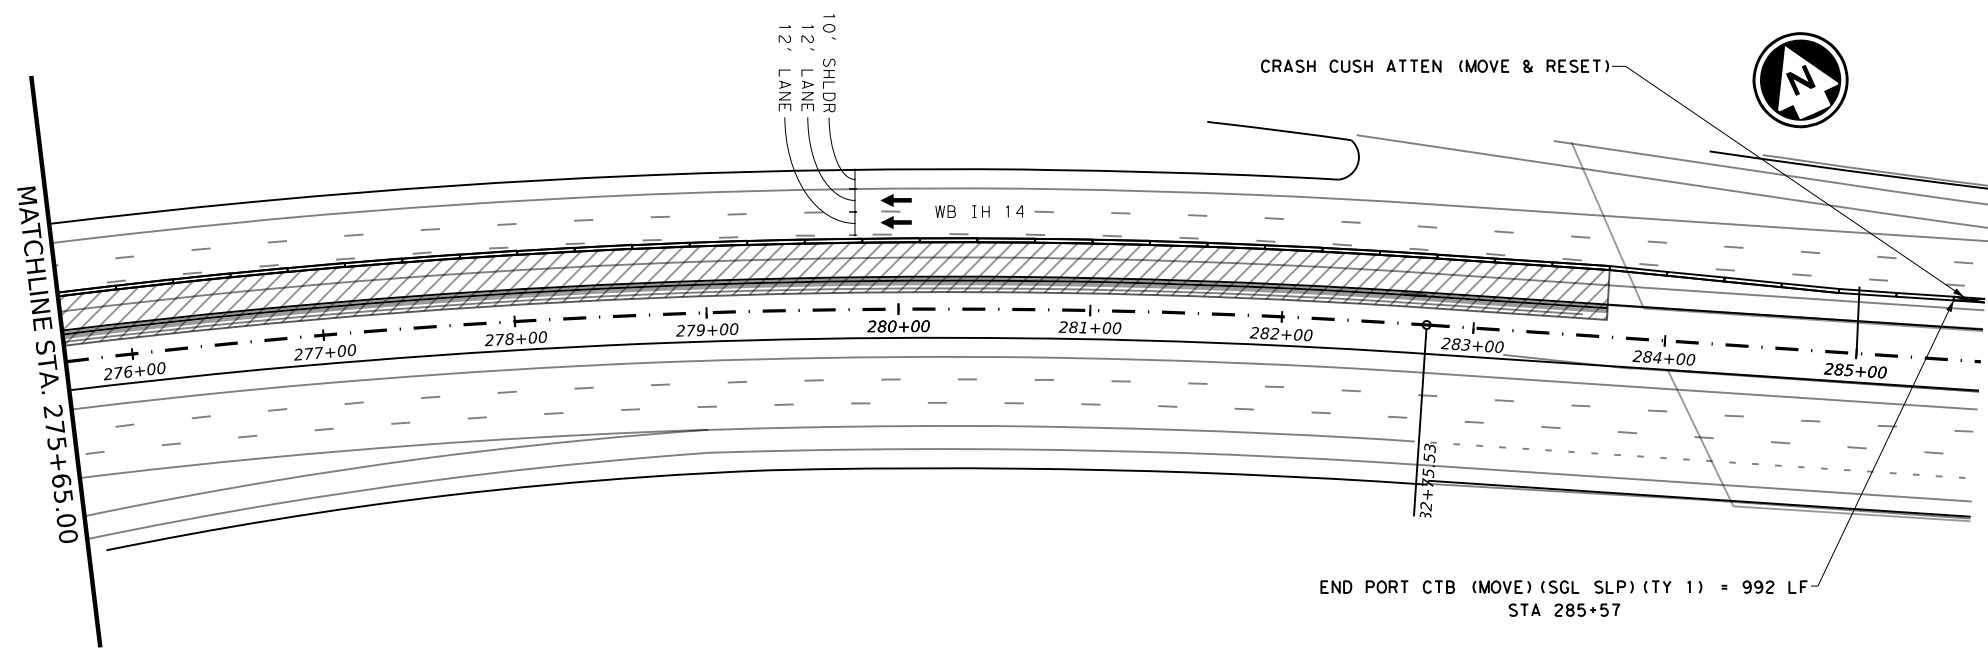 10' SHLDR
12' LANE
12' LANE
CRASH CUSH ATTEN (MOVE & RESET)
N
MATCHLINE STA. 275+65.00
WB IH 14
276+00
277+00
278+00
279+00
280+00
281+00
282+00
283+00
284+00
285+00
32+75.53
END PORT CTB (MOVE)(SGL SLP)(TY 1) = 992 LF
STA 285+57